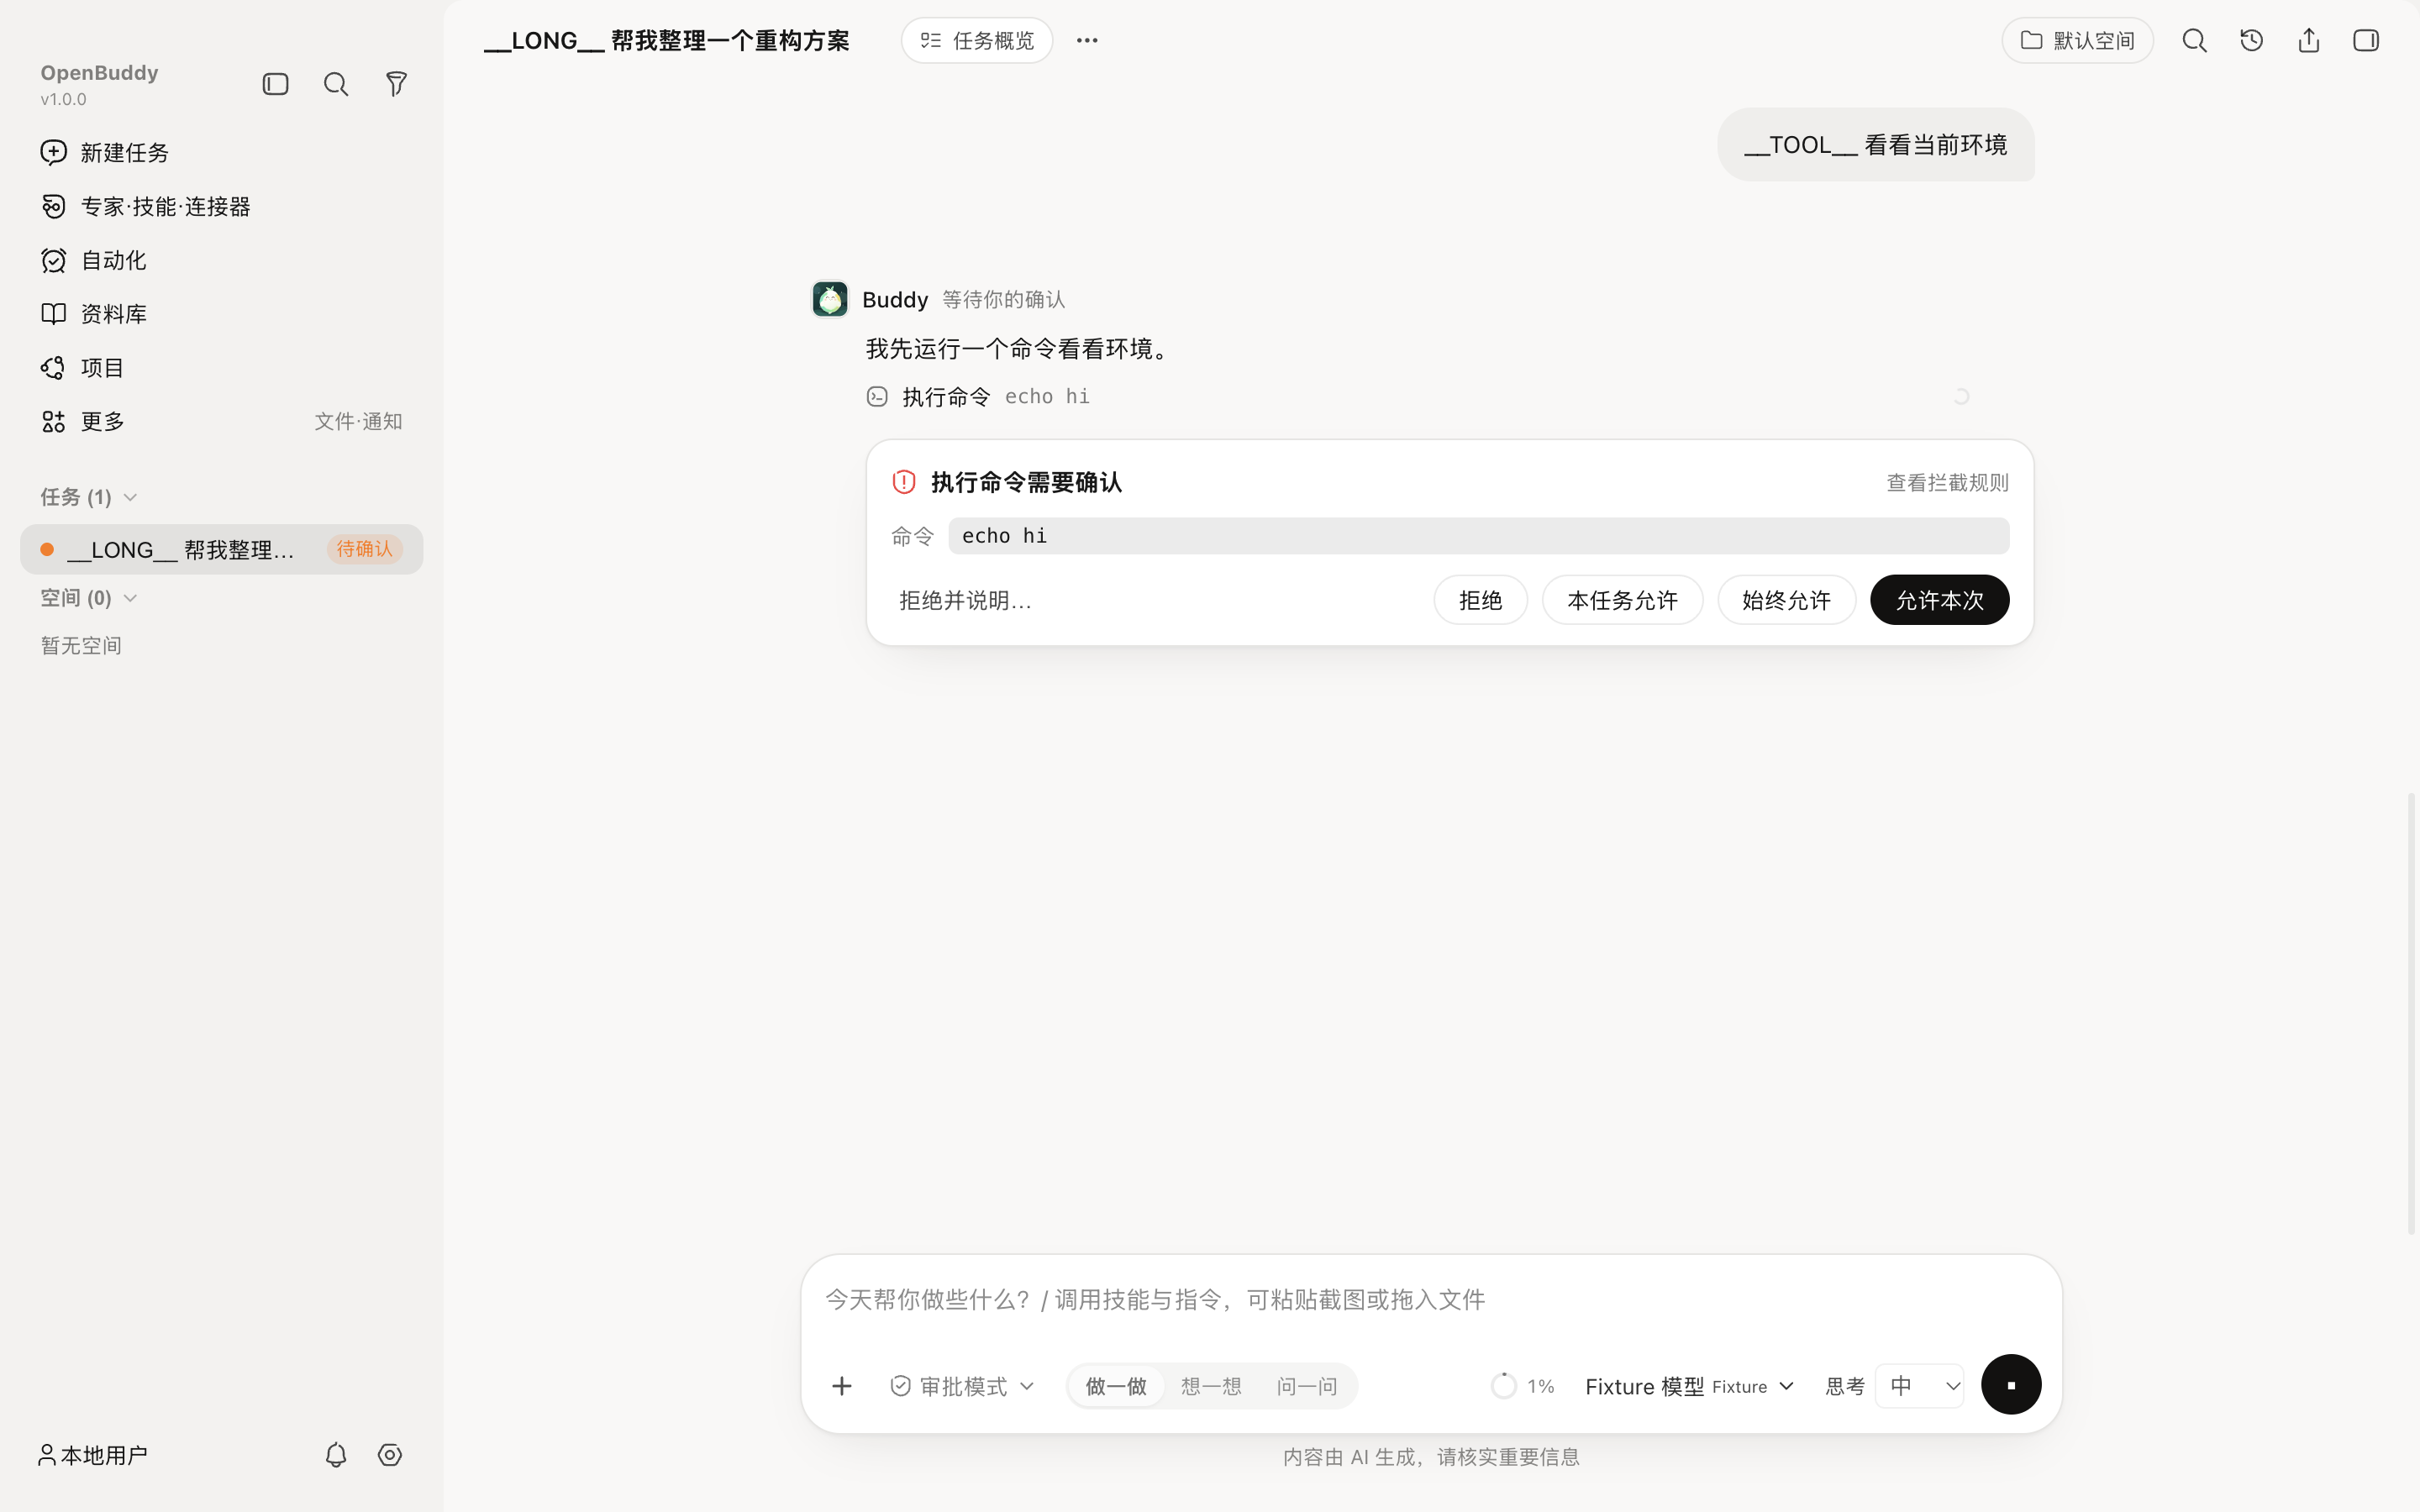 OpenBuddy
v1.0.0
新建任务
专家·技能·连接器
自动化
资料库
项目
更多 文件·通知
任务 (1)
__LONG__ 帮我整理… 待确认
空间 (0)
暂无空间
本地用户
__LONG__ 帮我整理一个重构方案 任务概览 默认空间
__TOOL__ 看看当前环境
Buddy 等待你的确认
我先运行一个命令看看环境。
执行命令 echo hi
执行命令需要确认 查看拦截规则
命令 echo hi
拒绝并说明… 拒绝 本任务允许 始终允许 允许本次
今天帮你做些什么？/ 调用技能与指令，可粘贴截图或拖入文件
审批模式 做一做 想一想 问一问 1% Fixture 模型 Fixture 思考 中
内容由 AI 生成，请核实重要信息